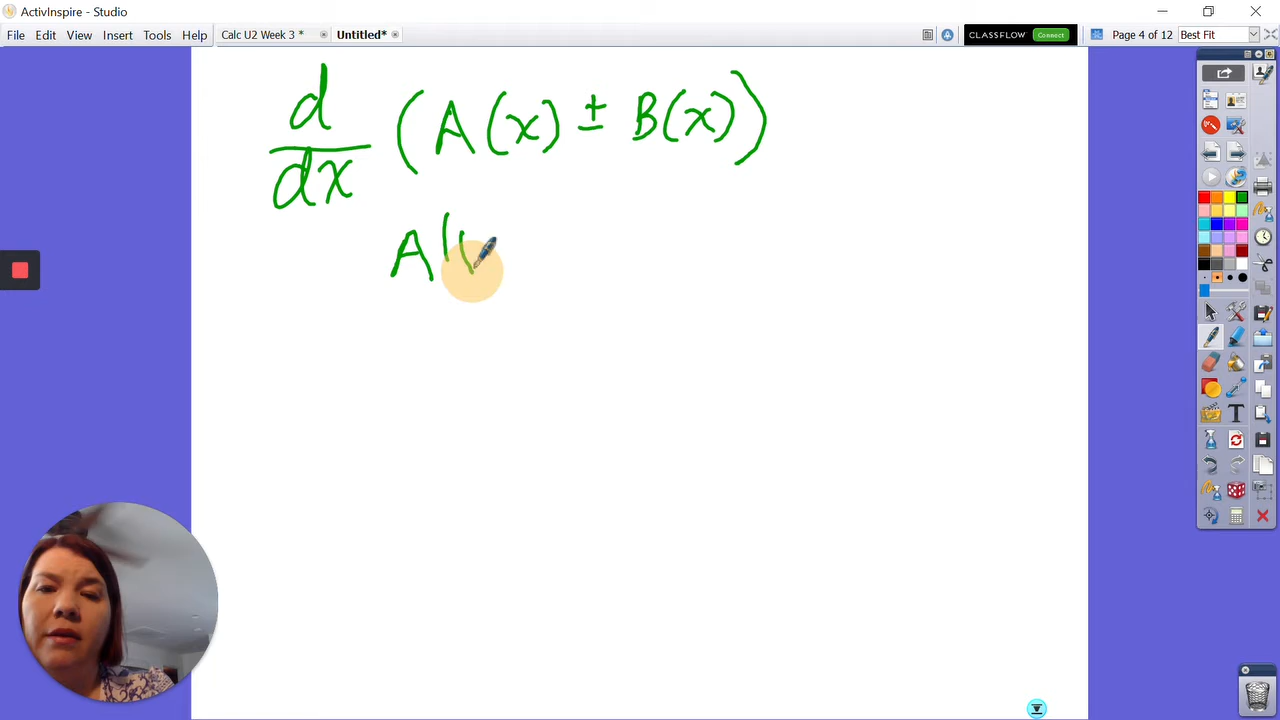 ActivInspire - Studio
File Edit View Insert Tools Help Calc U2 Week 3 * Untitled* CLASSFLOW Connect Page 4 of 12 Best Fit
d
dx
(A(x) ± B(x))
A'(
T